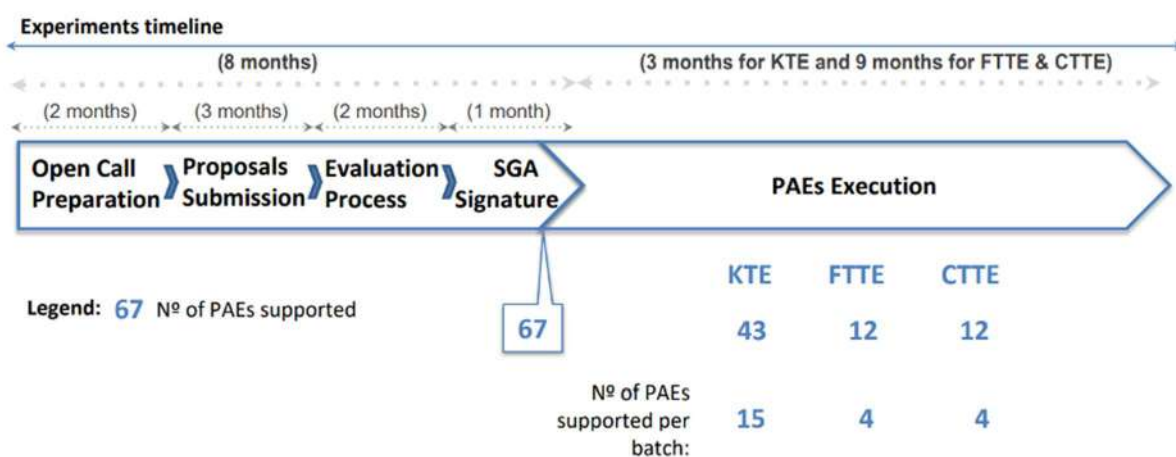 Experiments timeline
(8 months)
(3 months for KTE and 9 months for FTTE & CTTE)
(2 months)
(3 months)
(2 months)
(1 month)
Open Call
Preparation
Proposals
Submission
Evaluation
Process
SGA
Signature
PAEs Execution
KTE FTTE CTTE
Legend: 67 Nº of PAEs supported
67
43 12 12
Nº of PAEs
supported per
batch:
15 4 4